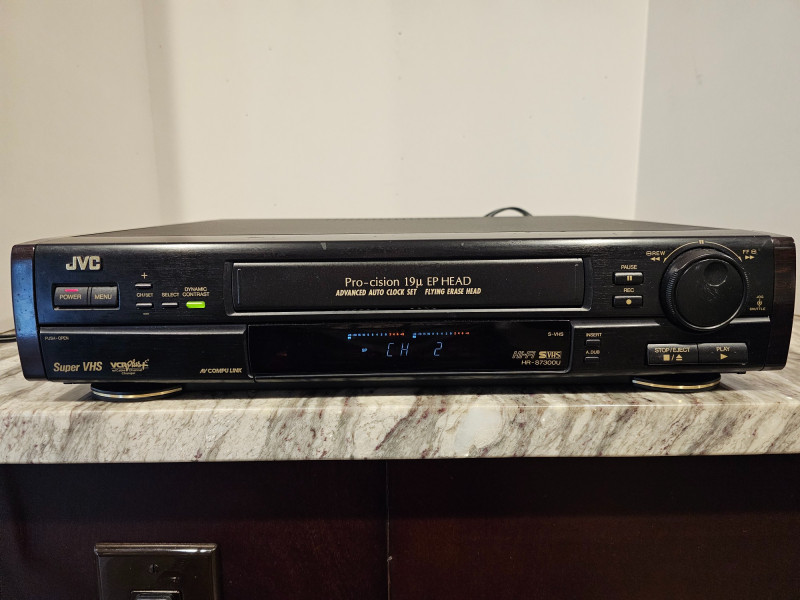 JVC
POWER
MENU
+
CH/SET
−
SELECT
DYNAMIC
CONTRAST
Pro-cision 19µ EP HEAD
ADVANCED AUTO CLOCK SET FLYING ERASE HEAD
PAUSE
REC
REW
FF
JOG
SHUTTLE
PUSH-OPEN
Super VHS
VCR Plus+
AV COMPU LINK
SP
CH 2
S-VHS
Hi-Fi SVHS
HR-S7300U
INSERT
A.DUB
STOP/EJECT
PLAY